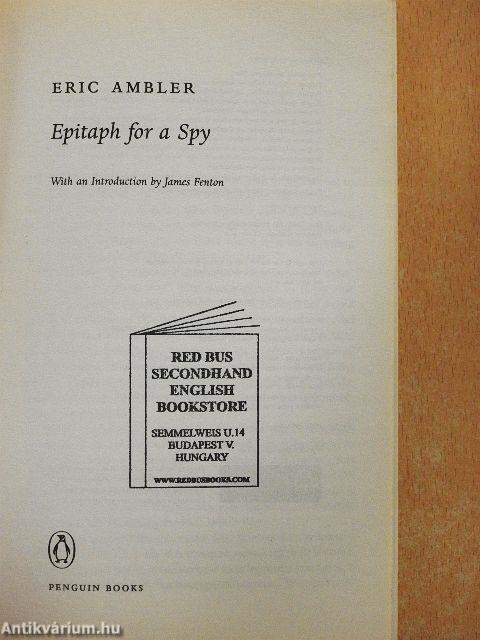 ERIC AMBLER
Epitaph for a Spy
With an Introduction by James Fenton
RED BUS
SECONDHAND
ENGLISH
BOOKSTORE
SEMMELWEIS U.14
BUDAPEST V.
HUNGARY
WWW.REDBUSBOOKS.COM
PENGUIN BOOKS
Antikvárium.hu